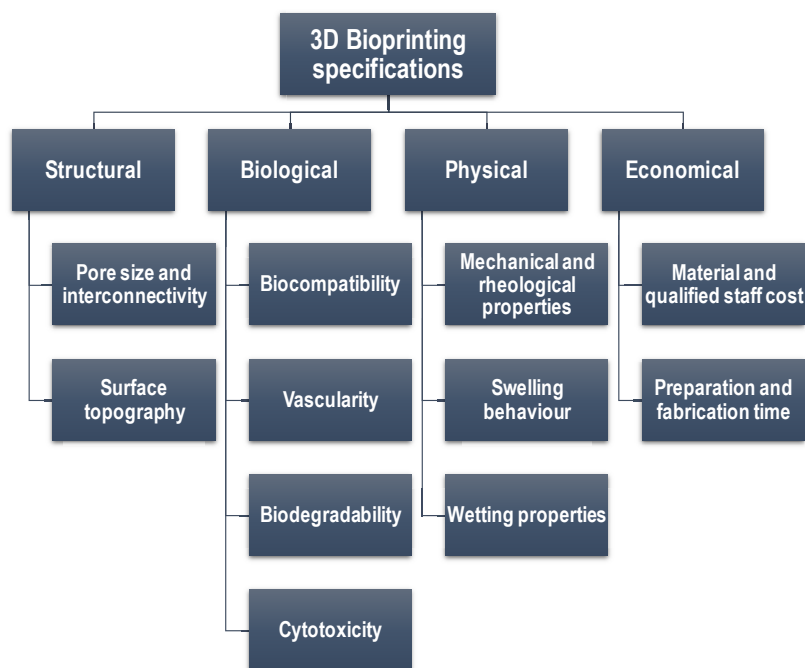 3D Bioprinting
specifications
Structural
Biological
Physical
Economical
Pore size and
interconnectivity
Biocompatibility
Mechanical and
rheological
properties
Material and
qualified staff cost
Surface
topography
Vascularity
Swelling
behaviour
Preparation and
fabrication time
Biodegradability
Wetting properties
Cytotoxicity